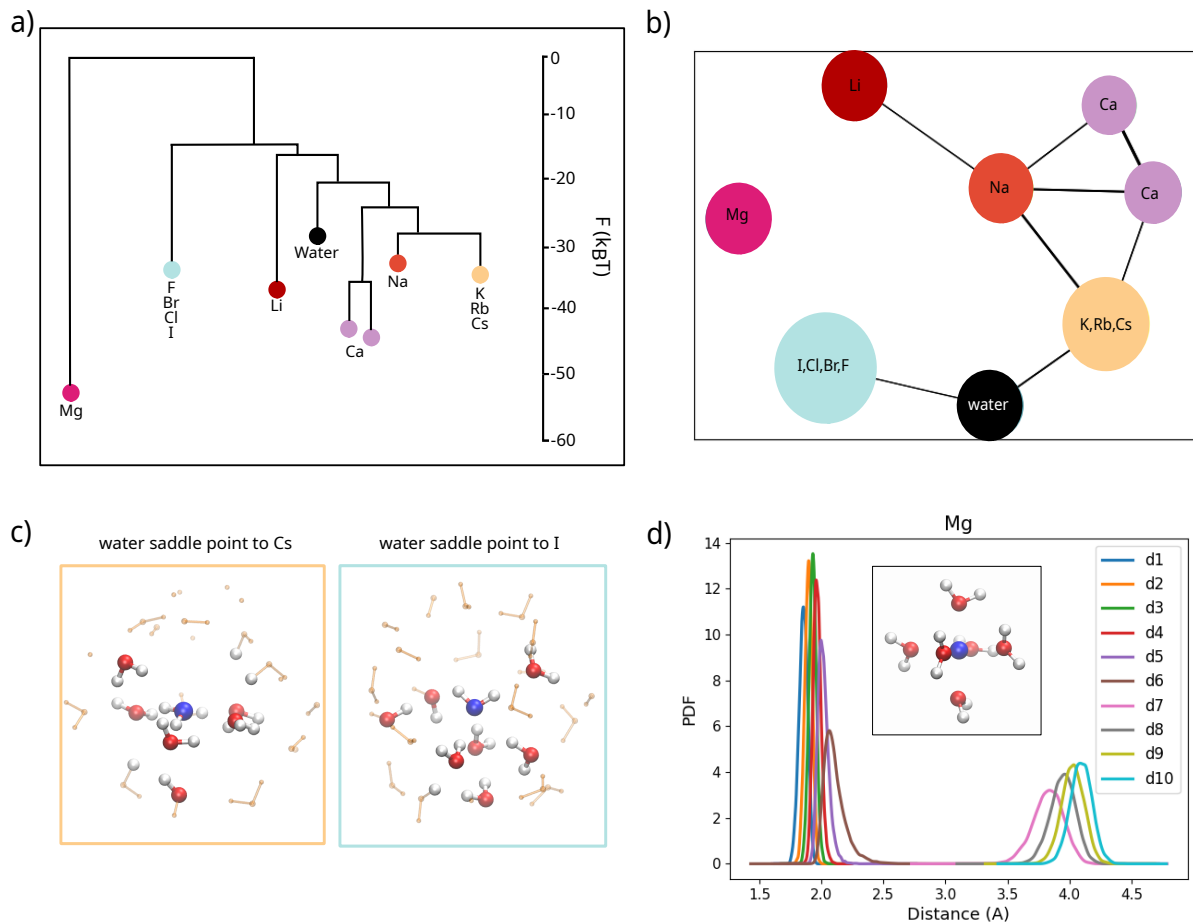 a)
0
-10
-20
-30
-40
-50
-60
F (kBT)
Water
F
Br
Cl
I
Li
Na
K
Rb
Cs
Ca
Mg
b)
Li
Ca
Na
Ca
Mg
K,Rb,Cs
I,Cl,Br,F
water
c)
water saddle point to Cs
water saddle point to I
d)
Mg
14
12
10
8
6
4
2
0
PDF
d1
d2
d3
d4
d5
d6
d7
d8
d9
d10
1.5 2.0 2.5 3.0 3.5 4.0 4.5
Distance (A)